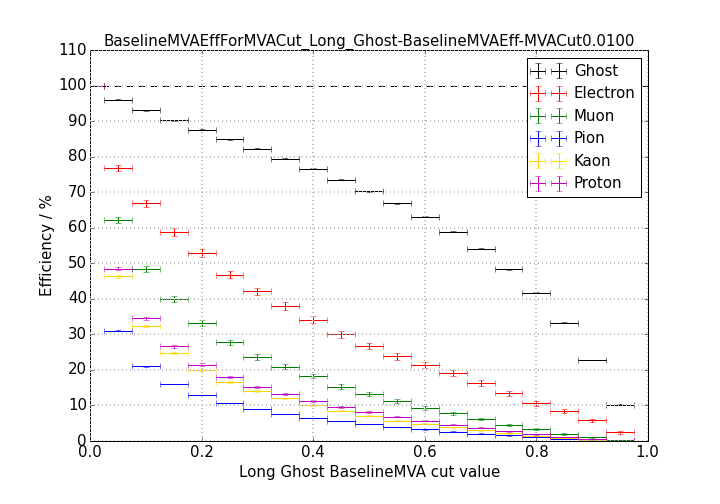 BaselineMVAEffForMVACut_Long_Ghost-BaselineMVAEff-MVACut0.0100
110
100
90
80
70
60
50
40
30
20
10
0
Efficiency / %
Ghost
Electron
Muon
Pion
Kaon
Proton
0.0 0.2 0.4 0.6 0.8 1.0
Long Ghost BaselineMVA cut value